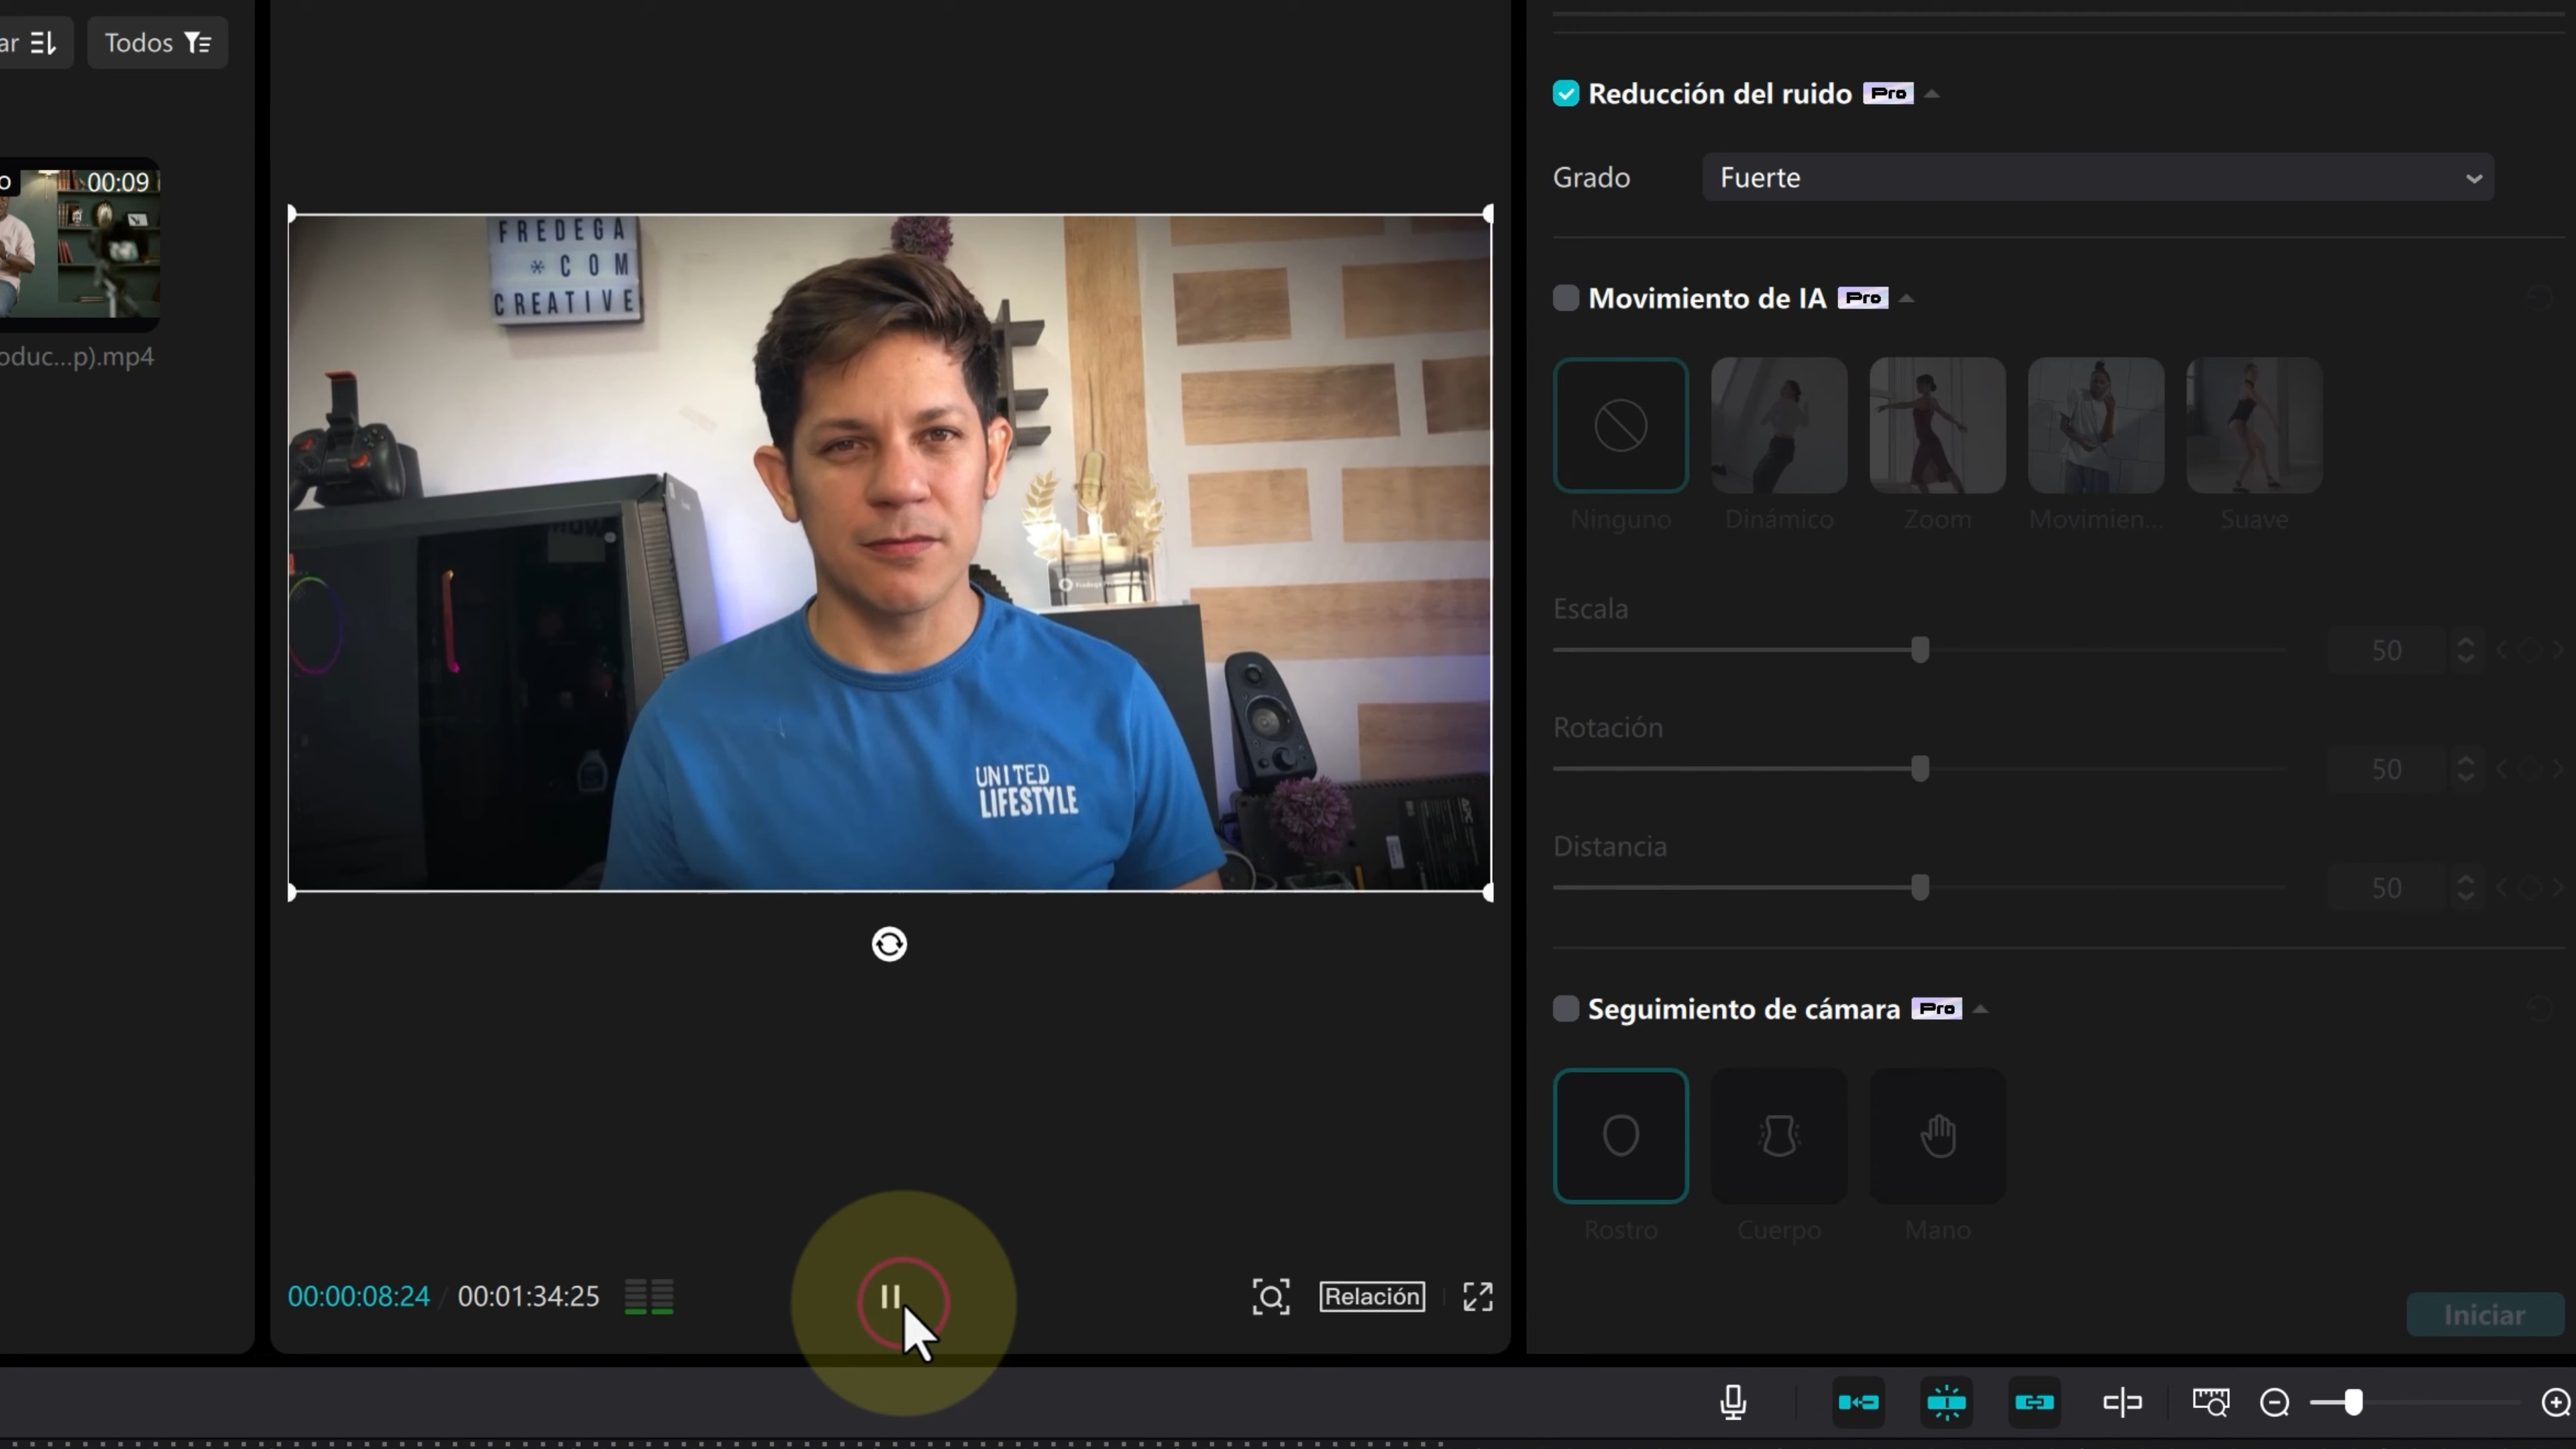 ar
Todos
00:09
oduc...p).mp4
FREDEGA
* COM
CREATIVE
UNITED
LIFESTYLE
APC
00:00:08:24 / 00:01:34:25
Relación
Reducción del ruido Pro
Grado
Fuerte
Movimiento de IA Pro
Ninguno
Dinámico
Zoom
Movimien...
Suave
Escala
50
Rotación
50
Distancia
50
Seguimiento de cámara Pro
Rostro
Cuerpo
Mano
Iniciar